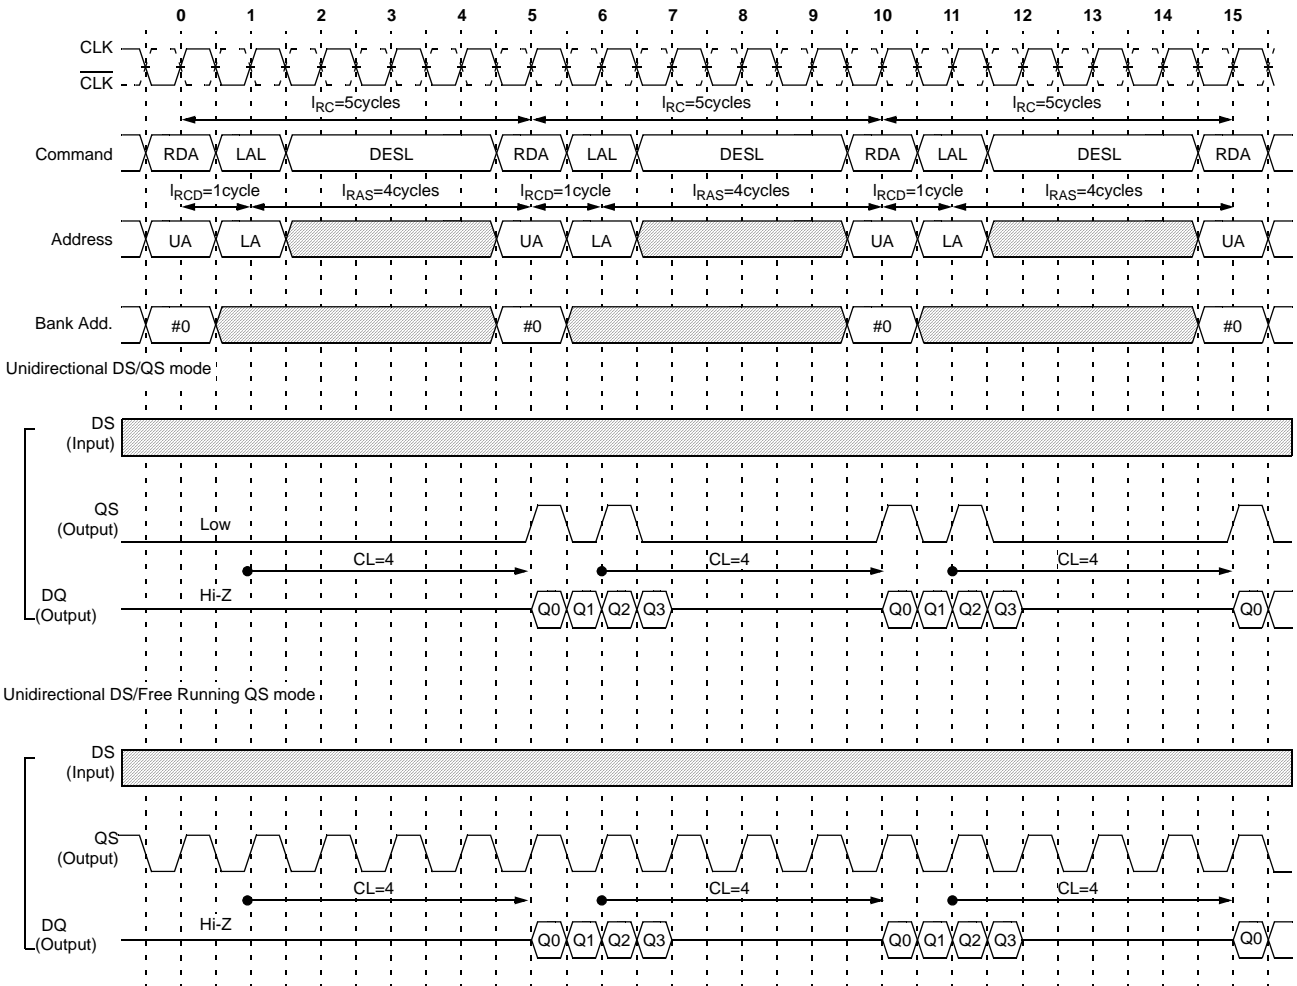 0 1 2 3 4 5 6 7 8 9 10 11 12 13 14 15
CLK
CLK
IRC=5cycles IRC=5cycles IRC=5cycles
Command RDA LAL DESL RDA LAL DESL RDA LAL DESL RDA
IRCD=1cycle IRAS=4cycles IRCD=1cycle IRAS=4cycles IRCD=1cycle IRAS=4cycles
Address UA LA UA LA UA LA UA
Bank Add. #0 #0 #0 #0
Unidirectional DS/QS mode
DS
(Input)
QS
(Output) Low
CL=4 CL=4 CL=4
DQ Hi-Z
(Output) Q0 Q1 Q2 Q3 Q0 Q1 Q2 Q3 Q0
Unidirectional DS/Free Running QS mode
DS
(Input)
QS
(Output)
CL=4 CL=4 CL=4
DQ Hi-Z
(Output) Q0 Q1 Q2 Q3 Q0 Q1 Q2 Q3 Q0